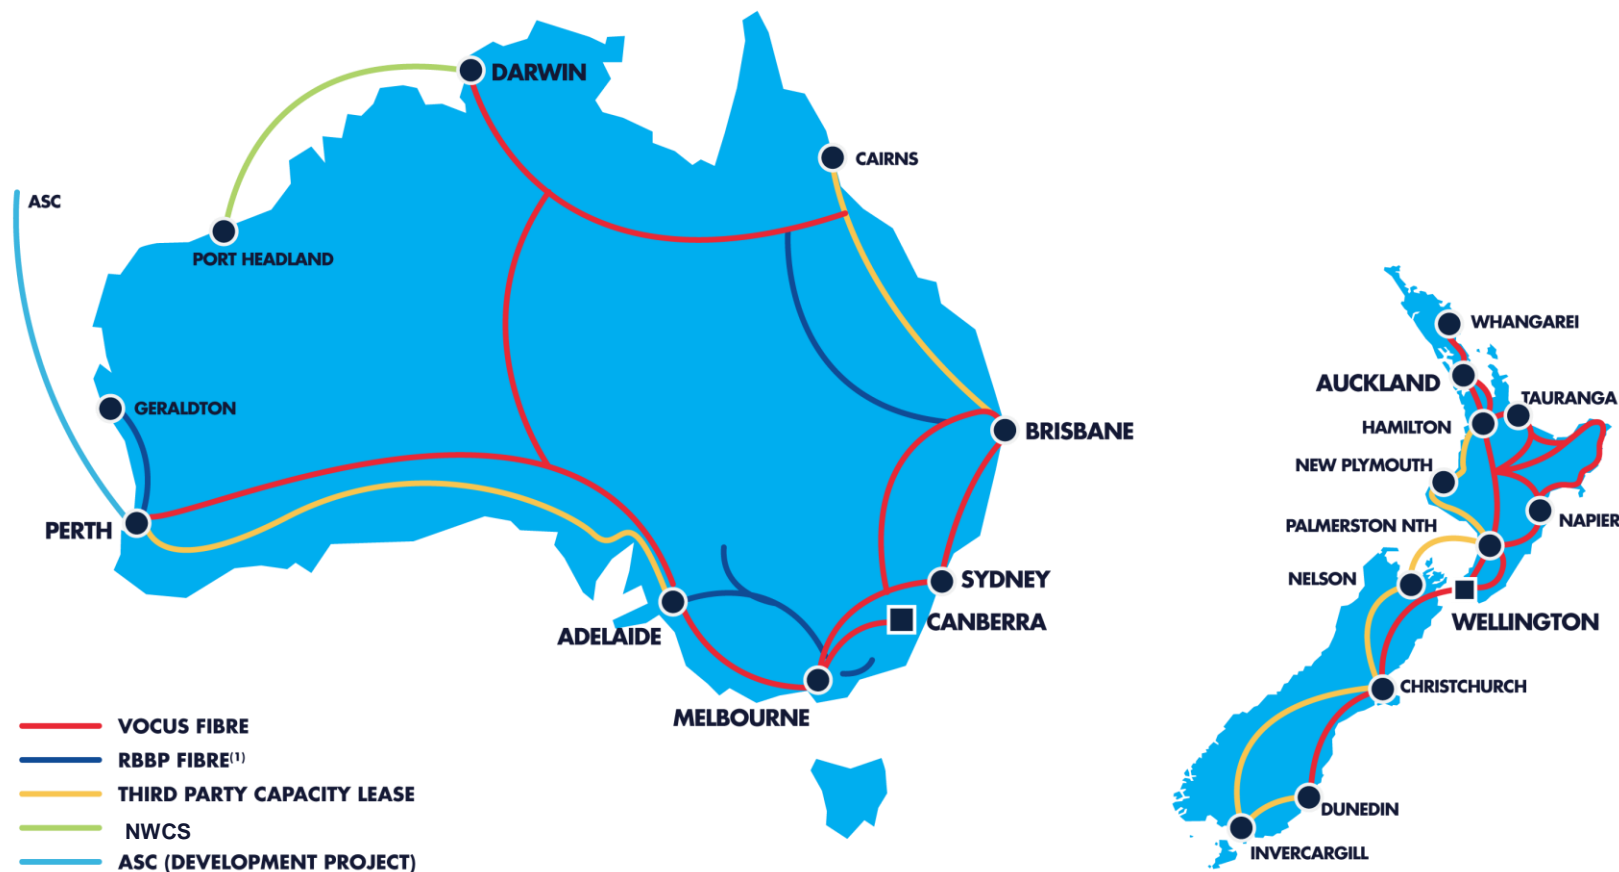 DARWIN
CAIRNS
ASC
PORT HEADLAND
WHANGAREI
AUCKLAND
TAURANGA
GERALDTON
HAMILTON
BRISBANE
NEW PLYMOUTH
PERTH
PALMERSTON NTH
NAPIER
SYDNEY
NELSON
CANBERRA
WELLINGTON
ADELAIDE
CHRISTCHURCH
MELBOURNE
DUNEDIN
INVERCARGILL
VOCUS FIBRE
RBBP FIBRE(1)
THIRD PARTY CAPACITY LEASE
NWCS
ASC (DEVELOPMENT PROJECT)